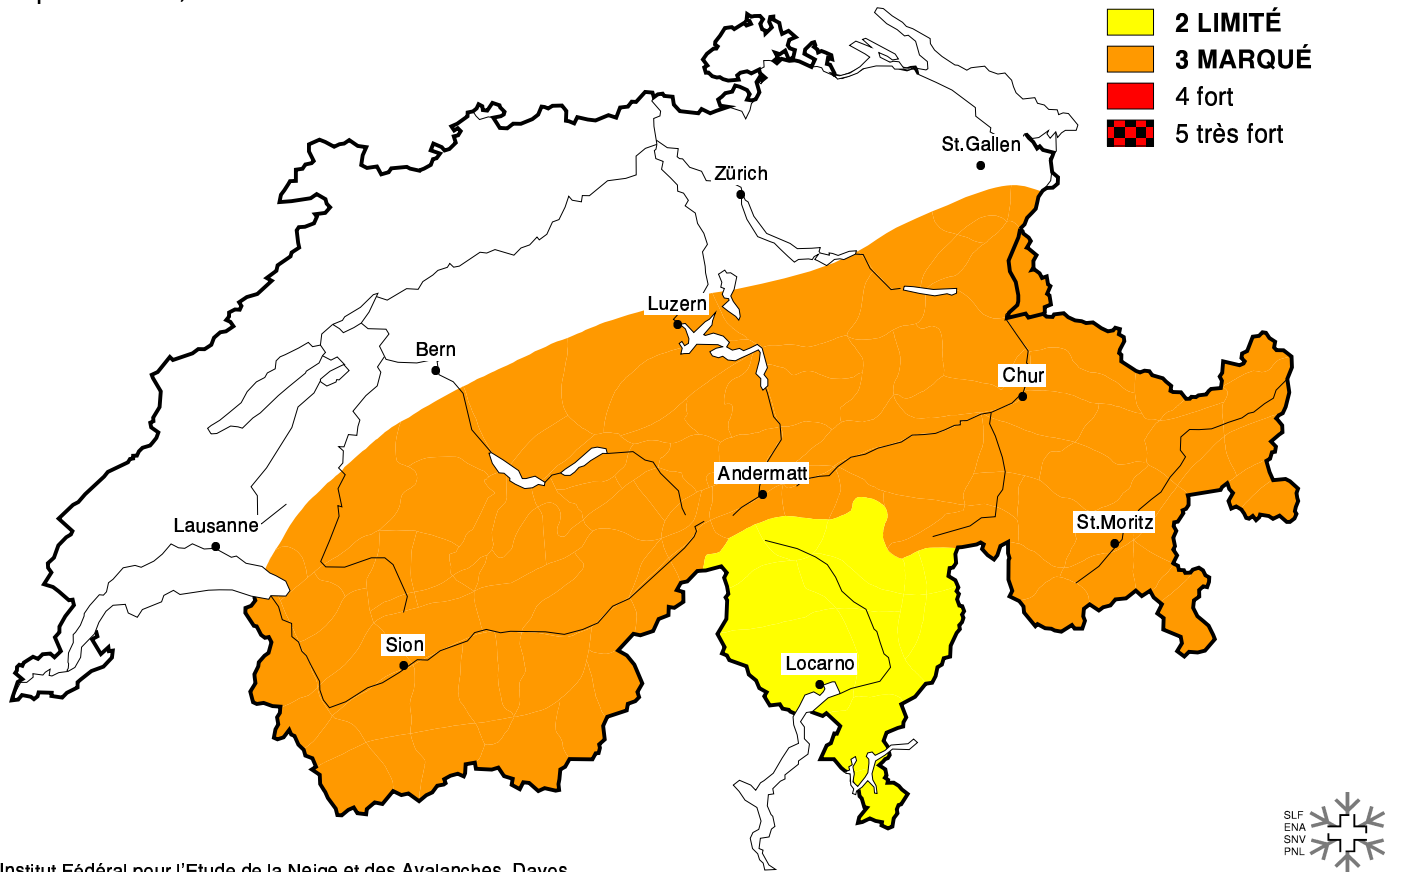 2 LIMITÉ
3 MARQUÉ
4 fort
5 très fort
St.Gallen
Zürich
Luzern
Bern
Chur
Andermatt
Lausanne
St.Moritz
Sion
Locarno
SLF
ENA
SNV
PNL
Institut Fédéral pour l'Etude de la Neige et des Avalanches, Davos